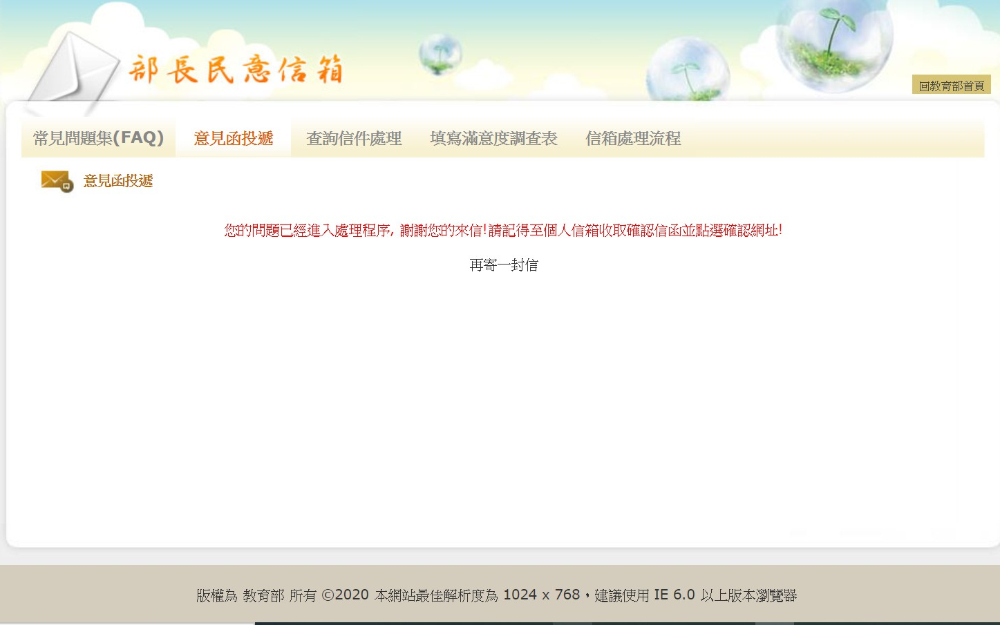 部長民意信箱
回教育部首頁
常見問題集(FAQ) 意見函投遞 查詢信件處理 填寫滿意度調查表 信箱處理流程
意見函投遞
您的問題已經進入處理程序, 謝謝您的來信!請記得至個人信箱收取確認信函並點選確認網址!
再寄一封信
版權為 教育部 所有 ©2020 本網站最佳解析度為 1024 x 768，建議使用 IE 6.0 以上版本瀏覽器